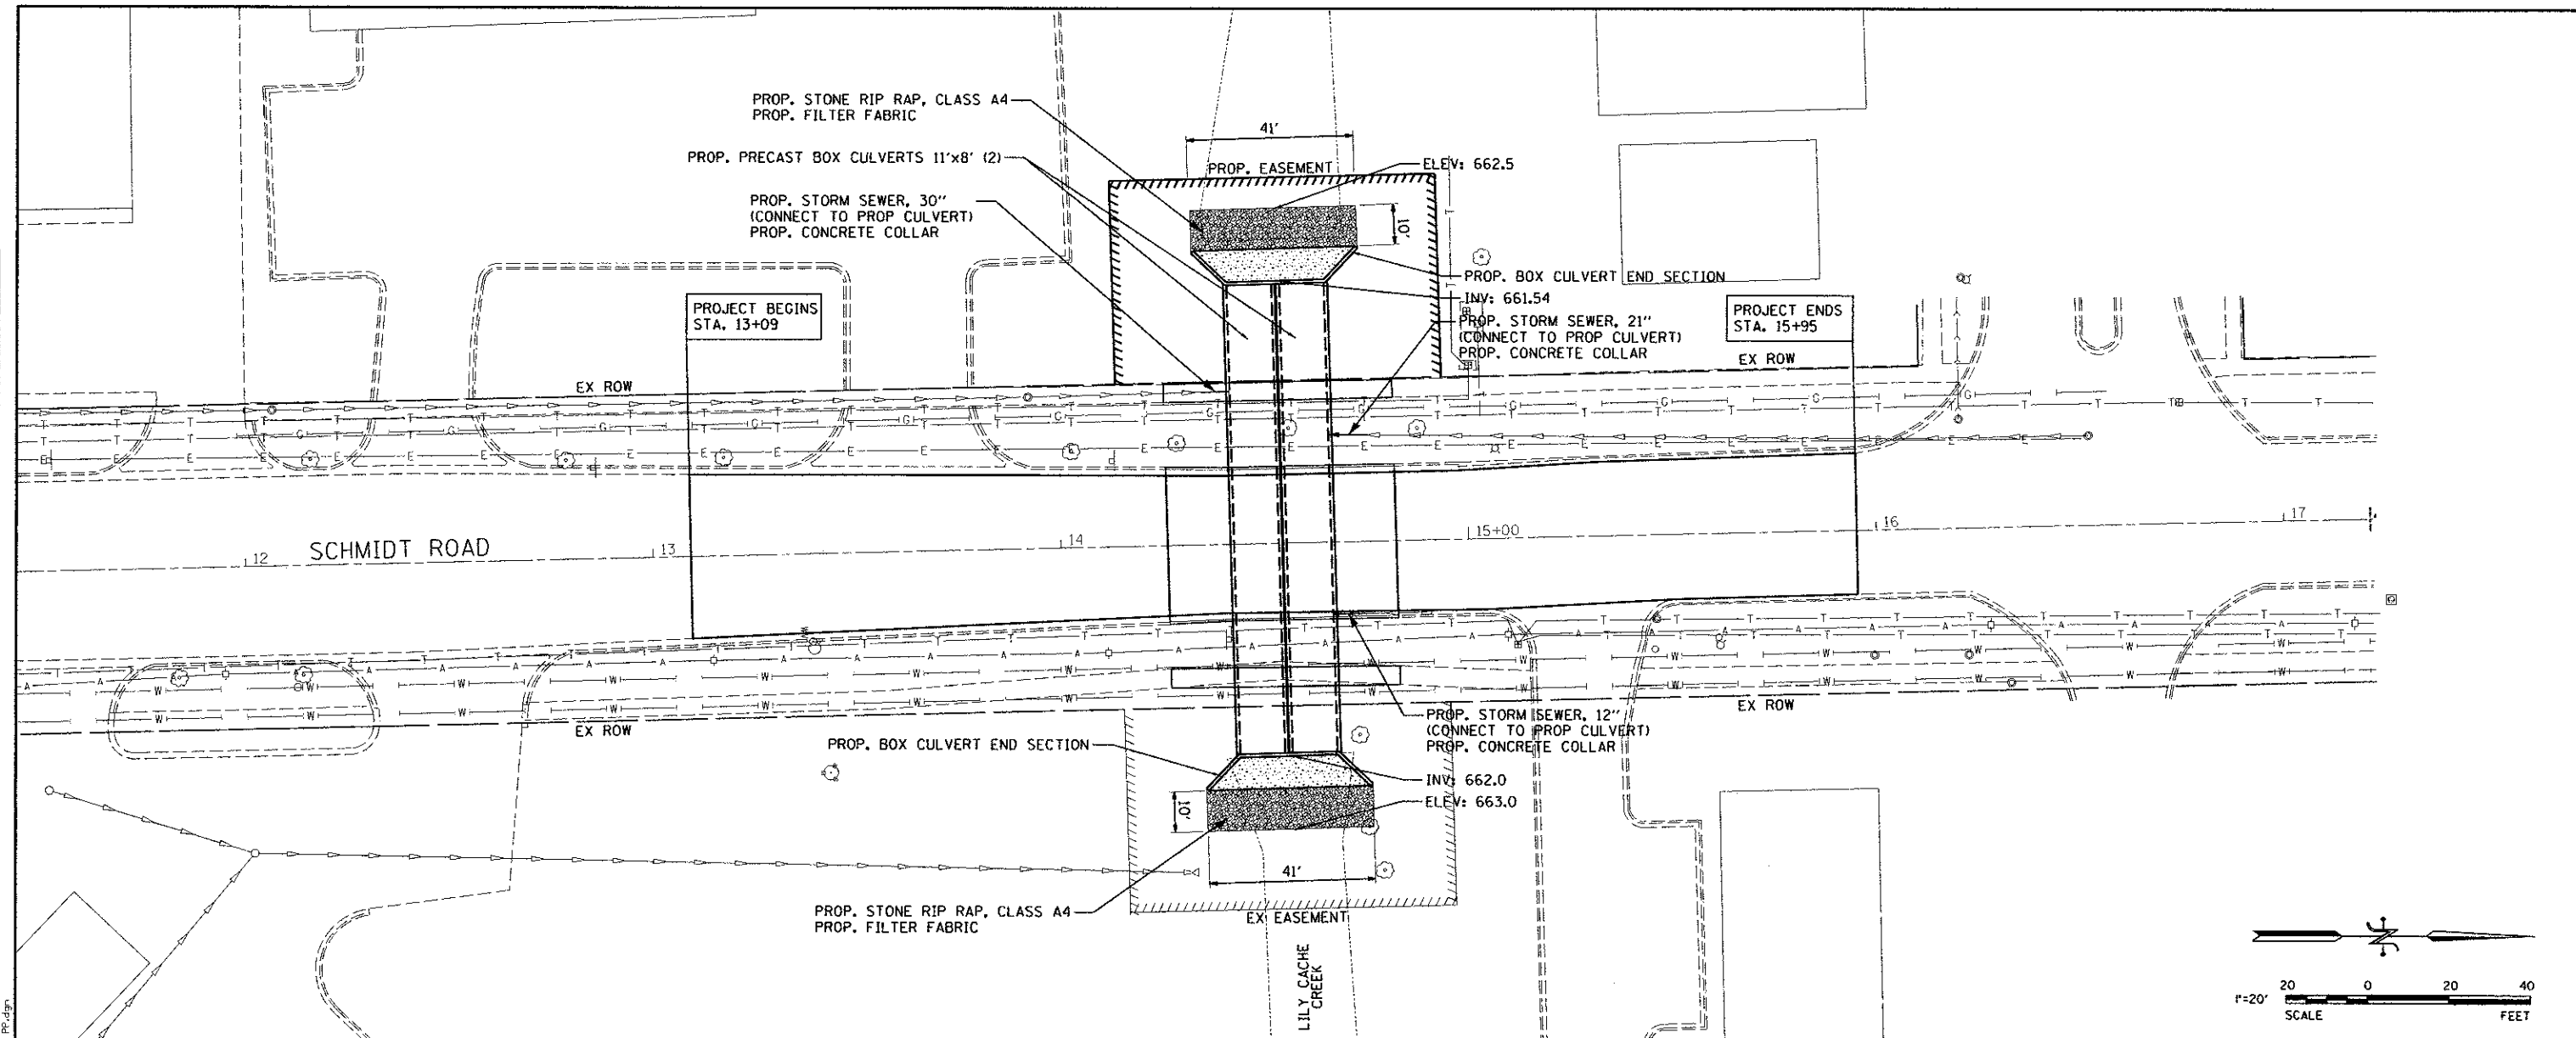 PROP. STONE RIP RAP, CLASS A4
PROP. FILTER FABRIC
41'
PROP. PRECAST BOX CULVERTS 11'x8' (2)
PROP. EASEMENT
ELEV: 662.5
PROP. STORM SEWER, 30"
(CONNECT TO PROP CULVERT)
PROP. CONCRETE COLLAR
10'
PROP. BOX CULVERT END SECTION
INV: 661.54
PROJECT BEGINS
STA. 13+09
PROP. STORM SEWER, 21"
(CONNECT TO PROP CULVERT)
PROP. CONCRETE COLLAR
PROJECT ENDS
STA. 15+95
EX ROW
EX ROW
12
SCHMIDT ROAD
13
14
15+00
16
17
EX ROW
EX ROW
PROP. STORM SEWER, 12"
(CONNECT TO PROP CULVERT)
PROP. CONCRETE COLLAR
PROP. BOX CULVERT END SECTION
INV: 662.0
ELEV: 663.0
10'
41'
PROP. STONE RIP RAP, CLASS A4
PROP. FILTER FABRIC
EX EASEMENT
LILY CACHE
CREEK
1"=20'
20 0 20 40
SCALE FEET
PP.dgn